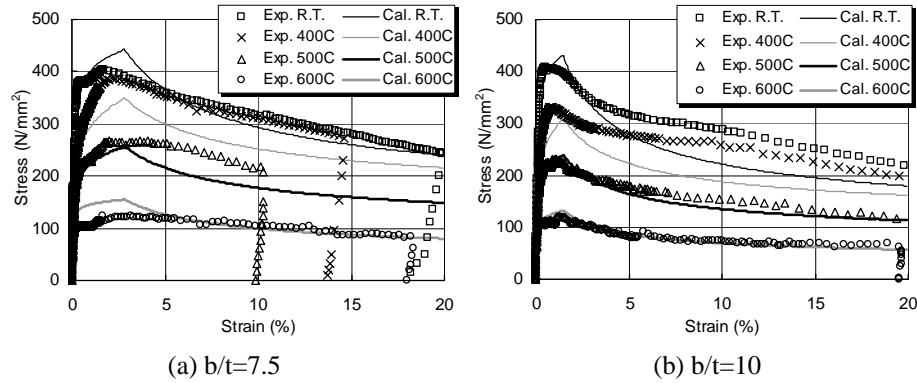 500
400
300
200
100
0
Stress (N/mm²)
Exp. R.T. Cal. R.T.
Exp. 400C Cal. 400C
Exp. 500C Cal. 500C
Exp. 600C Cal. 600C
0 5 10 15 20
Strain (%)
(a) b/t=7.5
500
400
300
200
100
0
Stress (N/mm²)
Exp. R.T. Cal. R.T.
Exp. 400C Cal. 400C
Exp. 500C Cal. 500C
Exp. 600C Cal. 600C
0 5 10 15 20
Strain (%)
(b) b/t=10